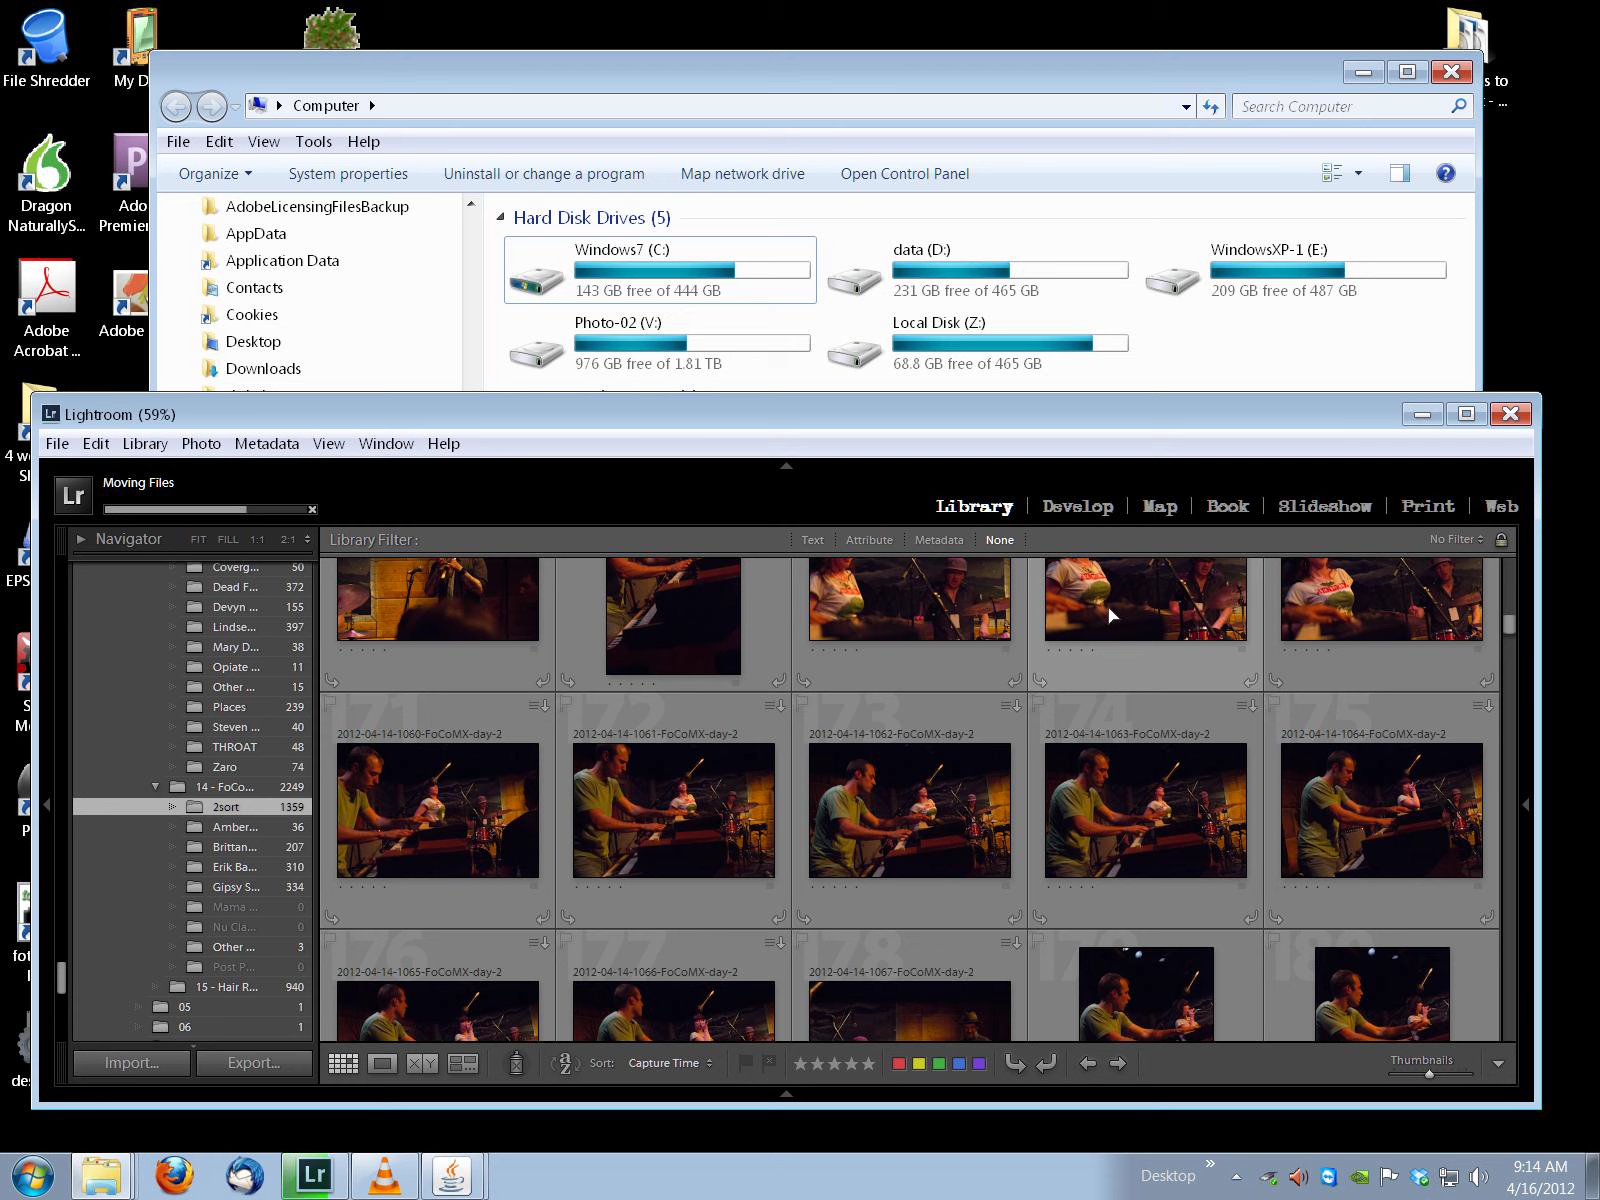 File Shredder
My D
s to
- ...
Dragon
NaturallyS...
Ado
Premier
Adobe
Acrobat ...
Adobe
4 w
EPS
Computer
Search Computer
File Edit View Tools Help
Organize System properties Uninstall or change a program Map network drive Open Control Panel
AdobeLicensingFilesBackup
AppData
Application Data
Contacts
Cookies
Desktop
Downloads
Hard Disk Drives (5)
Windows7 (C:)
143 GB free of 444 GB
data (D:)
231 GB free of 465 GB
WindowsXP-1 (E:)
209 GB free of 487 GB
Photo-02 (V:)
976 GB free of 1.81 TB
Local Disk (Z:)
68.8 GB free of 465 GB
Lr Lightroom (59%)
File Edit Library Photo Metadata View Window Help
Lr
Moving Files
Library Develop Map Book Slideshow Print Web
Navigator FIT FILL 1:1 2:1
Library Filter : Text Attribute Metadata None No Filter
Coverg... 50
Dead F... 372
Devyn ... 155
Lindse... 397
Mary D... 38
Opiate ... 11
Other ... 15
Places 239
Steven ... 40
THROAT 48
Zaro 74
14 - FoCo... 2249
2sort 1359
Amber... 36
Brittan... 207
Erik Ba... 310
Gipsy S... 334
Mama ... 0
Nu Cla... 0
Other ... 3
Post P... 0
15 - Hair R... 940
05 1
06 1
171 172 173 174 175
2012-04-14-1060-FoCoMX-day-2
2012-04-14-1061-FoCoMX-day-2
2012-04-14-1062-FoCoMX-day-2
2012-04-14-1063-FoCoMX-day-2
2012-04-14-1064-FoCoMX-day-2
176 177 178
2012-04-14-1065-FoCoMX-day-2
2012-04-14-1066-FoCoMX-day-2
2012-04-14-1067-FoCoMX-day-2
Import... Export...
Sort: Capture Time
Thumbnails
Lr
Desktop
9:14 AM
4/16/2012